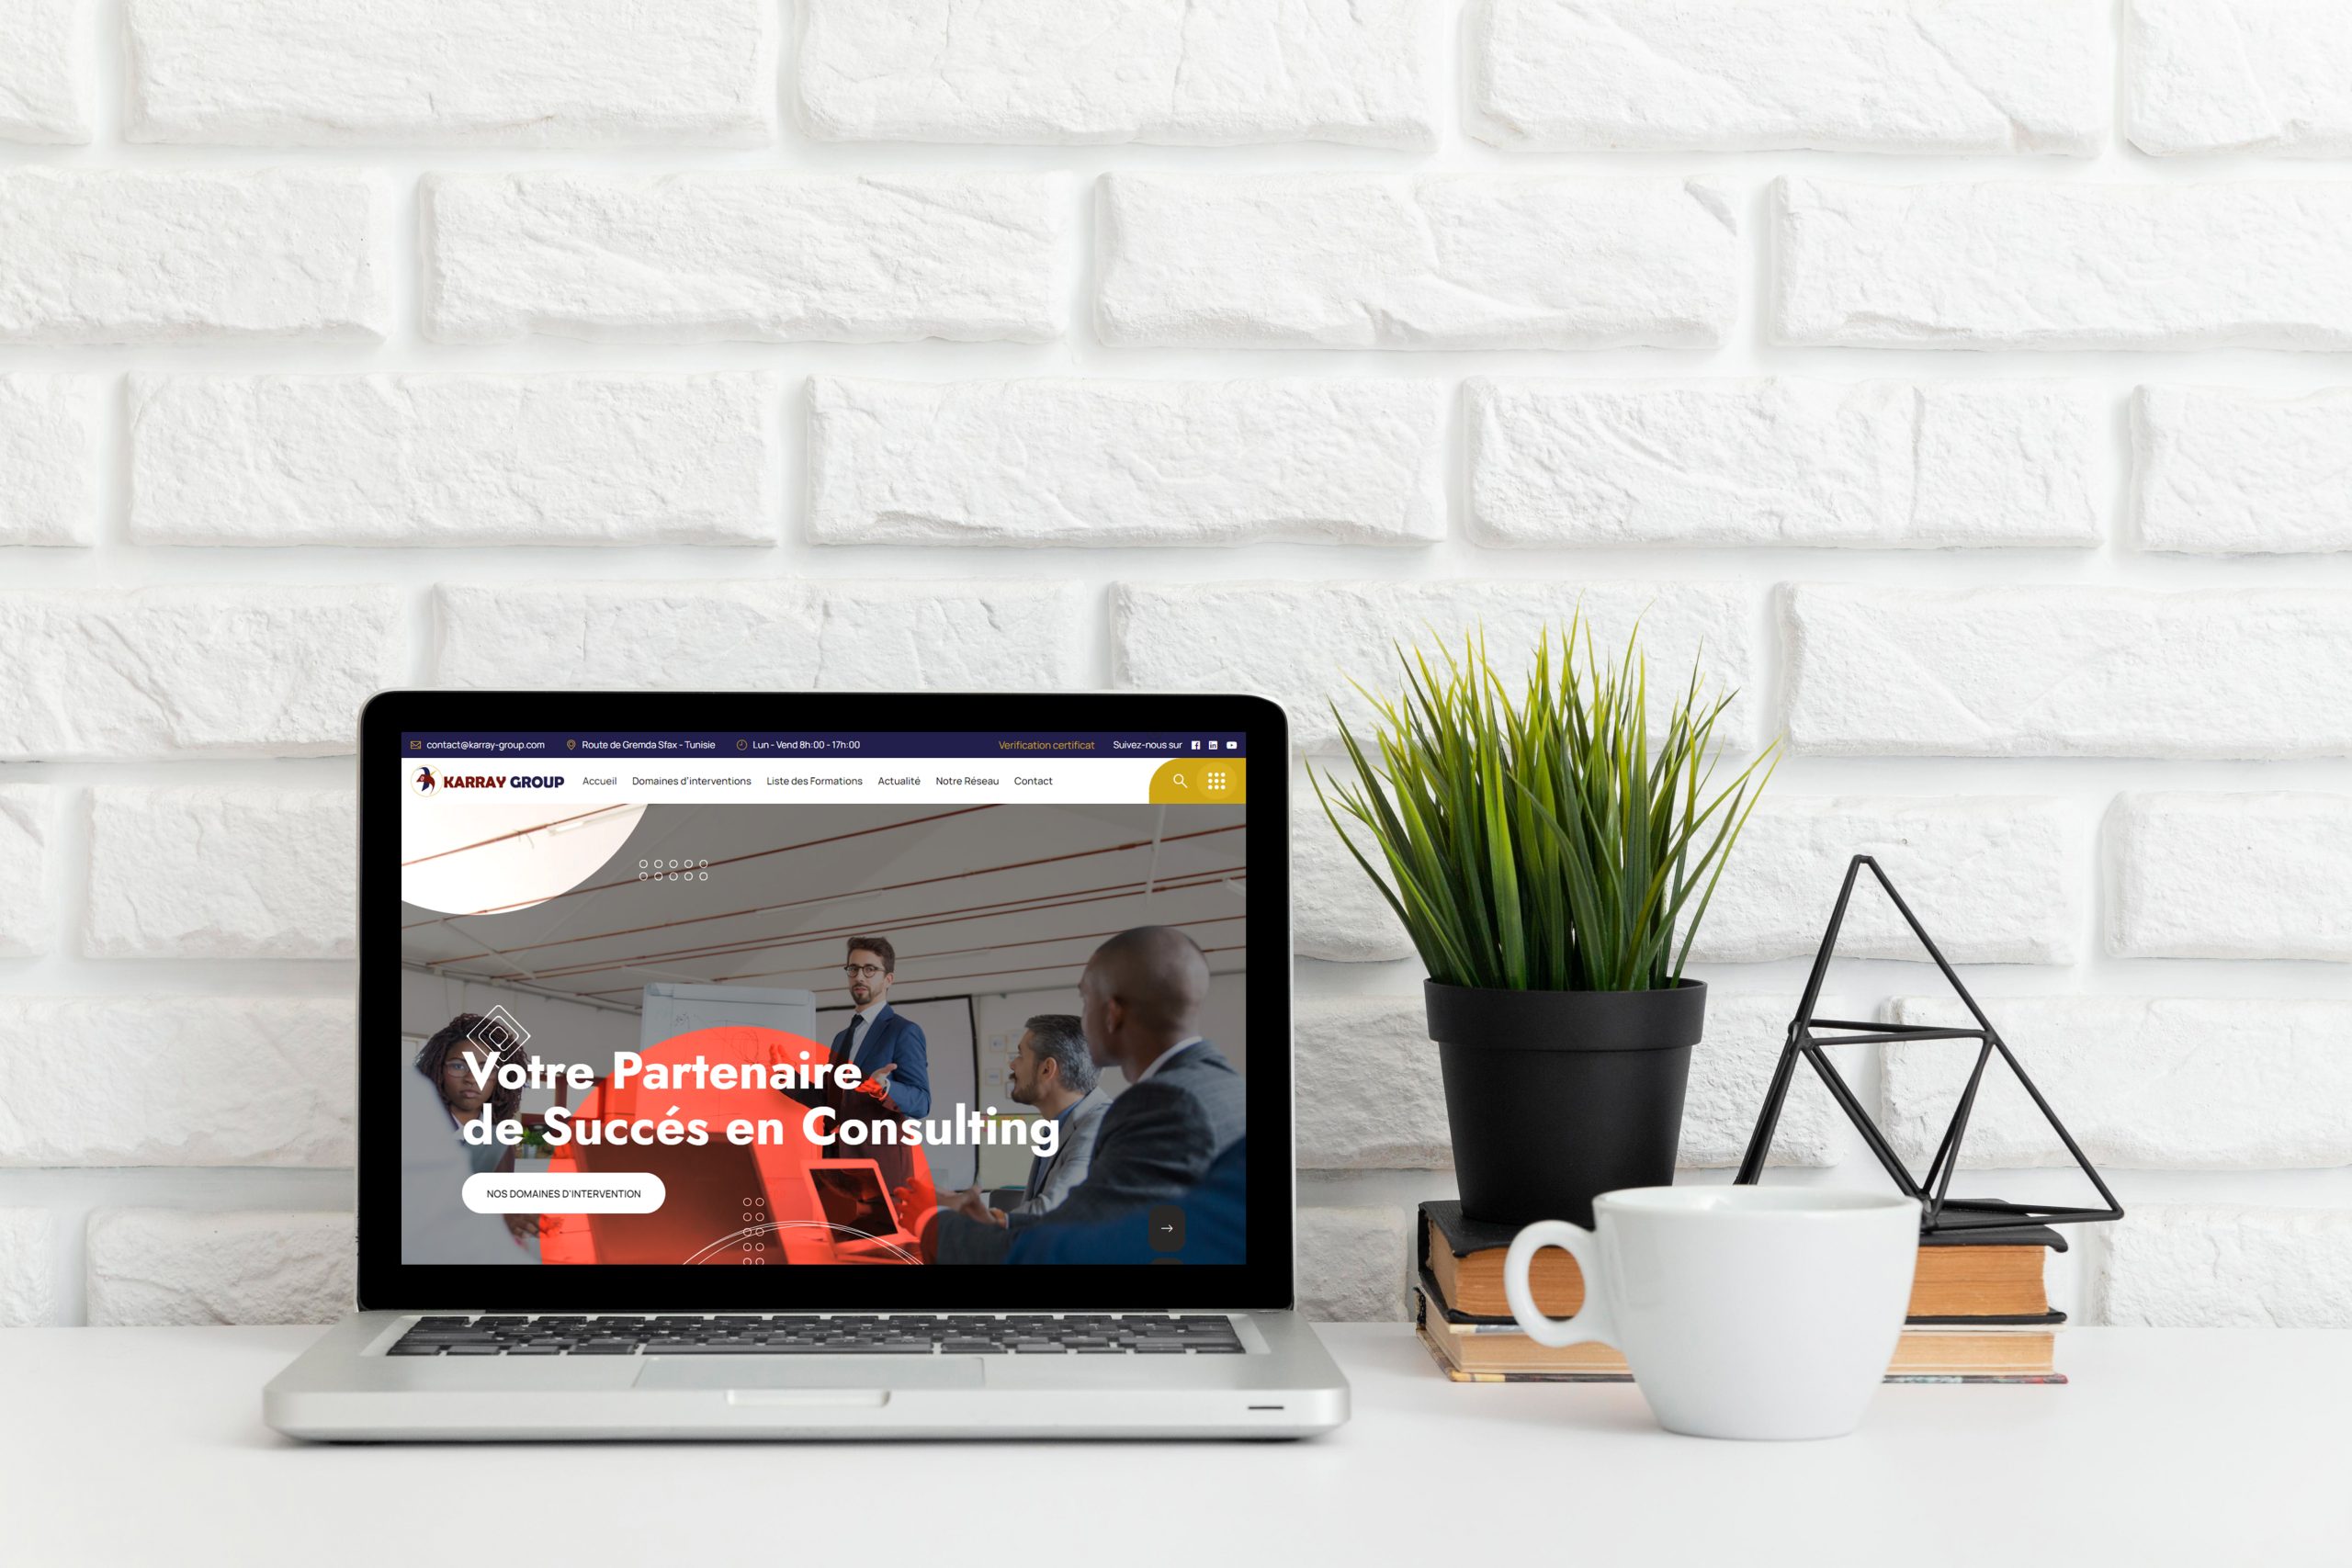 contact@karray-group.com Route de Gremda Sfax - Tunisie Lun - Vend 8h:00 - 17h:00 Verification certificat Suivez-nous sur
KARRAY GROUP Accueil Domaines d'interventions Liste des Formations Actualité Notre Réseau Contact
Votre Partenaire
de Succés en Consulting
NOS DOMAINES D'INTERVENTION